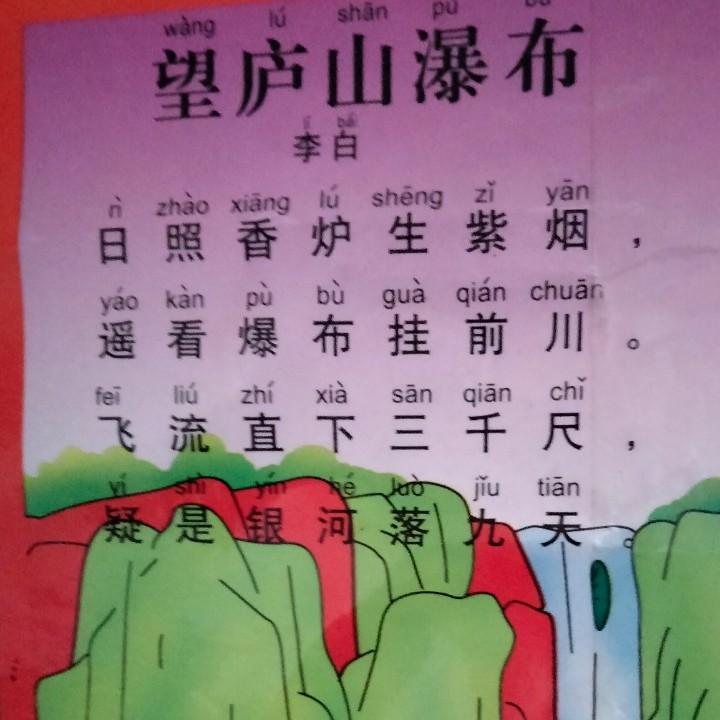 wàng lú shān pù bù
望庐山瀑布
lǐ bái
李白
rì zhào xiāng lú shēng zǐ yān
日照香炉生紫烟，
yáo kàn pù bù guà qián chuān
遥看爆布挂前川。
feī liú zhí xià sān qiān chǐ
飞流直下三千尺，
yí shì yín hé luò jǐu tiān
疑是银河落九天。